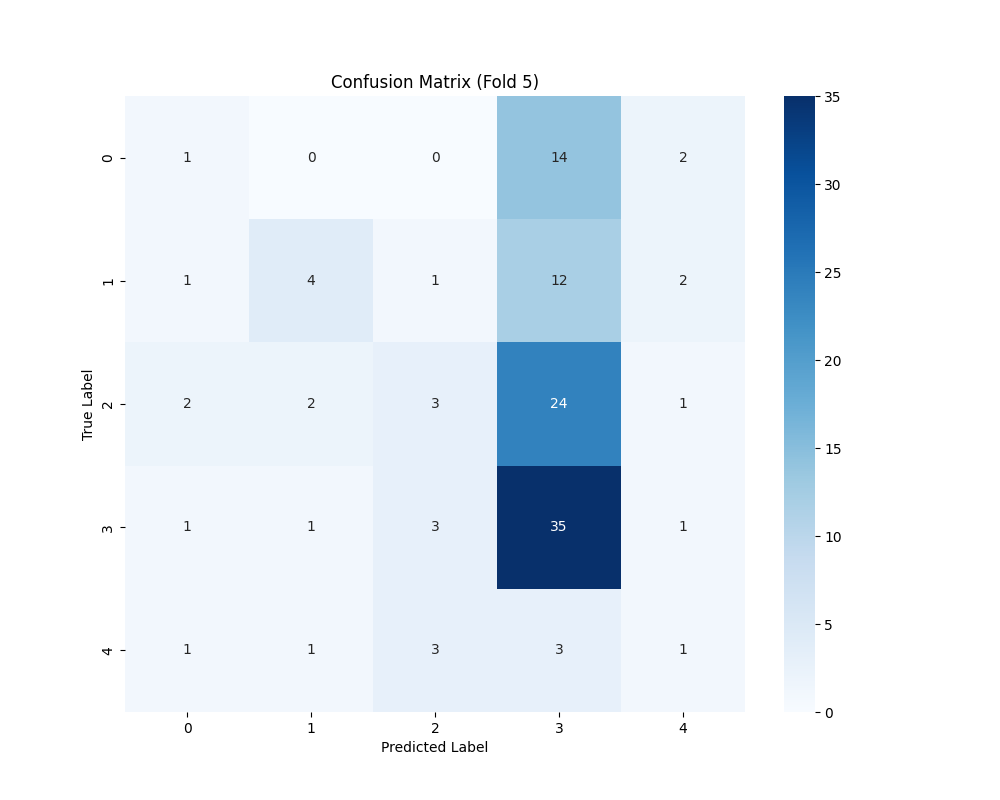 Confusion Matrix (Fold 5)
True Label
0
1 0 0 14 2
1
1 4 1 12 2
2
2 2 3 24 1
3
1 1 3 35 1
4
1 1 3 3 1
0 1 2 3 4
Predicted Label
35
30
25
20
15
10
5
0